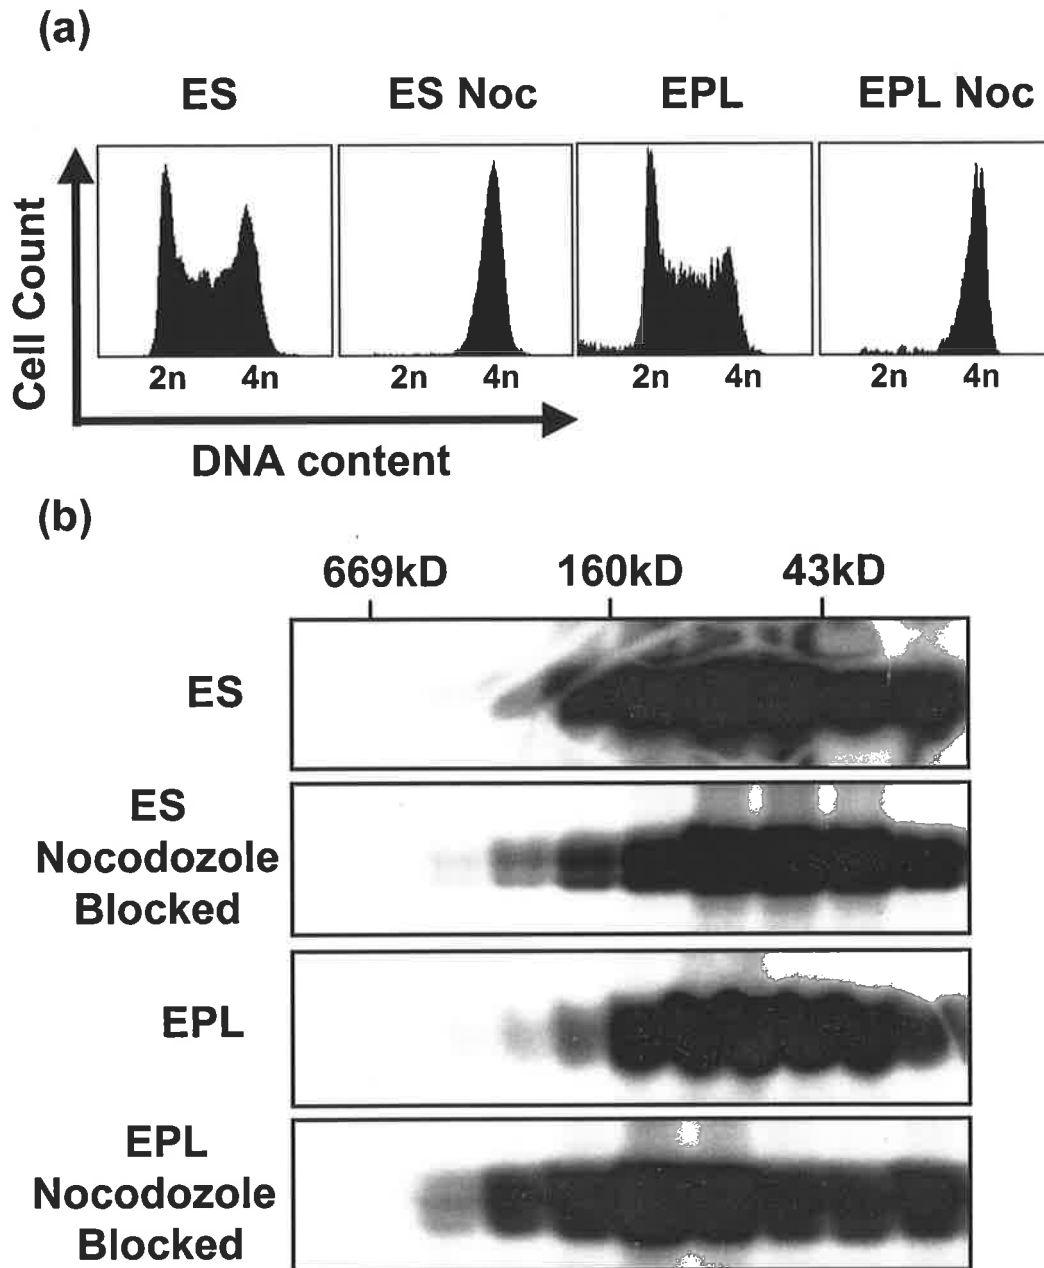 (a)
ES ES Noc EPL EPL Noc
Cell Count
2n 4n 2n 4n 2n 4n 2n 4n
DNA content
(b)
669kD 160kD 43kD
ES
ES
Nocodozole
Blocked
EPL
EPL
Nocodozole
Blocked